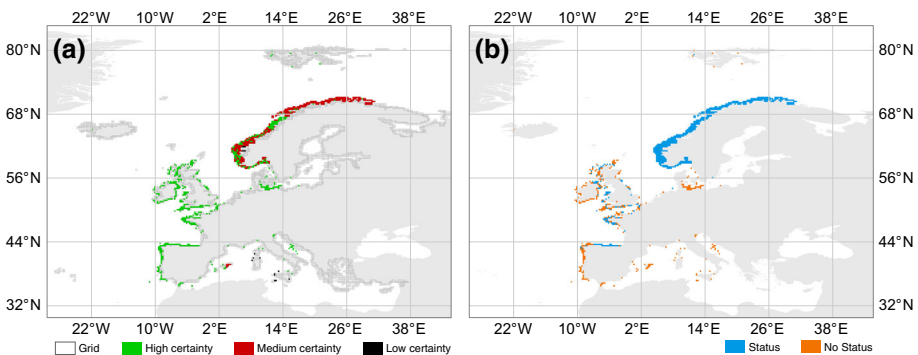 22°W 10°W 2°E 14°E 26°E 38°E 22°W 10°W 2°E 14°E 26°E 38°E
(a) (b)
80°N 80°N
68°N 68°N
56°N 56°N
44°N 44°N
32°N 32°N
22°W 10°W 2°E 14°E 26°E 38°E 22°W 10°W 2°E 14°E 26°E 38°E
Grid High certainty Medium certainty Low certainty Status No Status